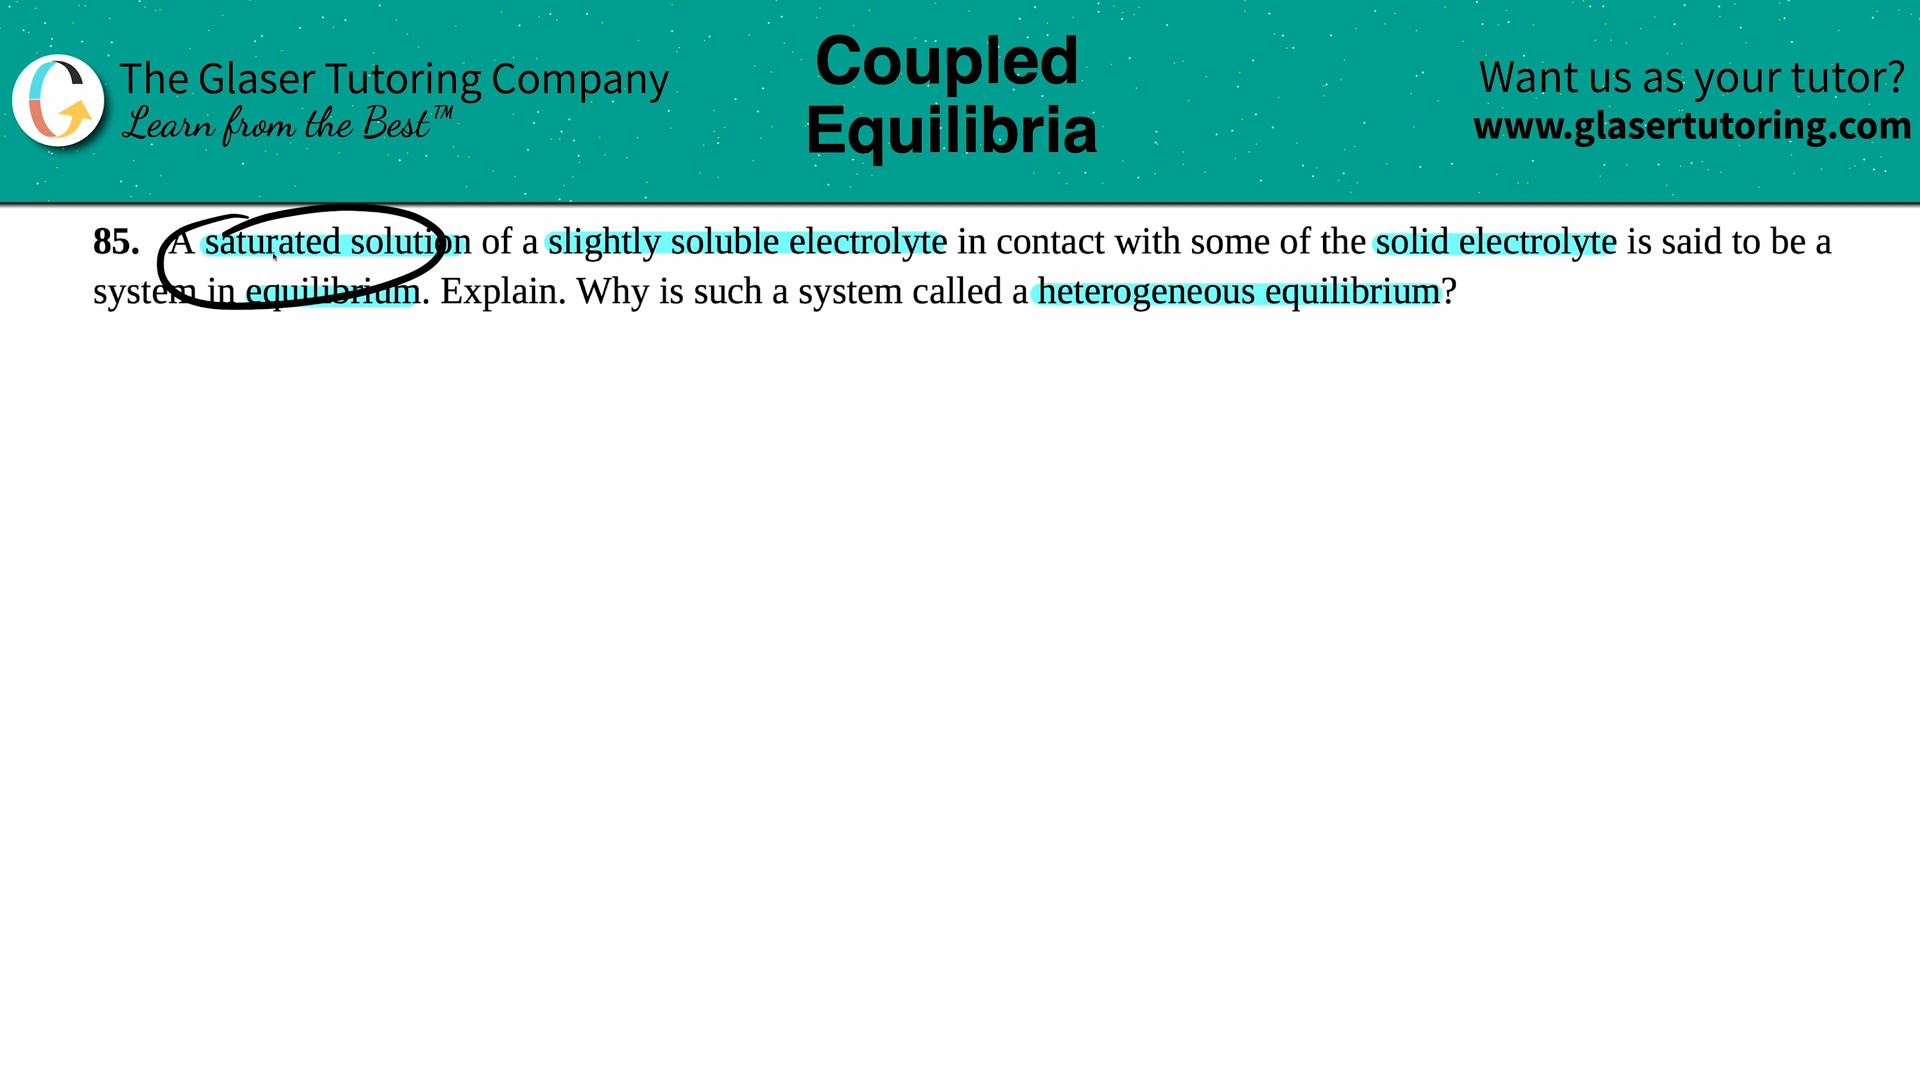 The Glaser Tutoring Company
Learn from the Best™
Coupled
Equilibria
Want us as your tutor?
www.glasertutoring.com
85. A saturated solution of a slightly soluble electrolyte in contact with some of the solid electrolyte is said to be a
system in equilibrium. Explain. Why is such a system called a heterogeneous equilibrium?